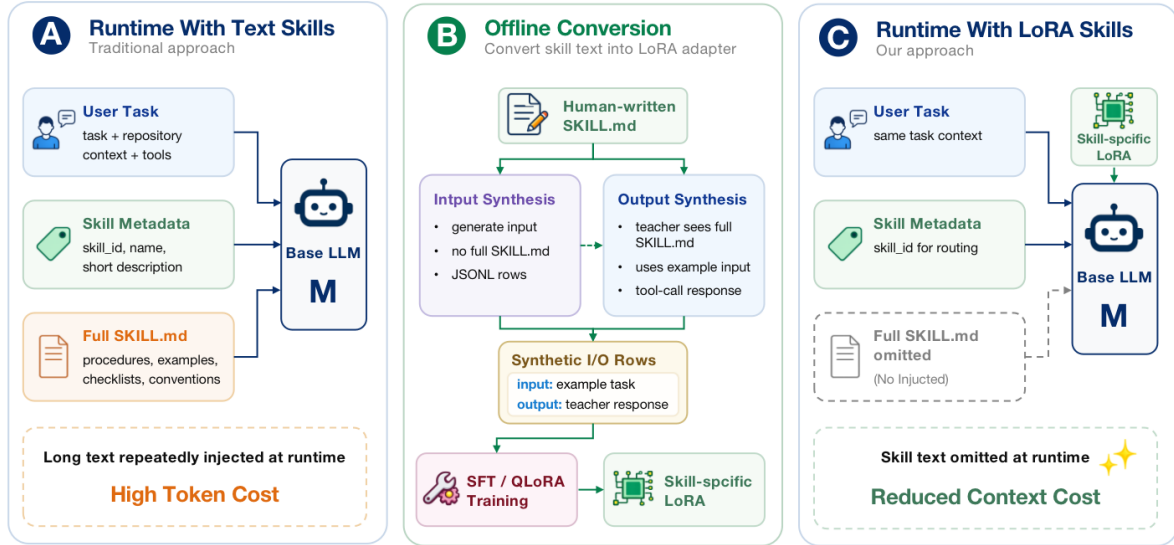 A
Runtime With Text Skills
Traditional approach
User Task
task + repository
context + tools
Skill Metadata
skill_id, name,
short description
Full SKILL.md
procedures, examples,
checklists, conventions
Base LLM
M
Long text repeatedly injected at runtime
High Token Cost
B
Offline Conversion
Convert skill text into LoRA adapter
Human-written
SKILL.md
Intput Synthesis
• generate input
• no full SKILL.md
• JSONL rows
Output Synthesis
• teacher sees full
SKILL.md
• uses example input
• tool-call response
Synthetic I/O Rows
input: example task
output: teacher response
SFT / QLoRA
Training
Skill-spcific
LoRA
C
Runtime With LoRA Skills
Our approach
User Task
same task context
Skill-spcific
LoRA
Skill Metadata
skill_id for routing
Base LLM
M
Full SKILL.md
omitted
(No Injucted)
Skill text omitted at runtime
Reduced Context Cost